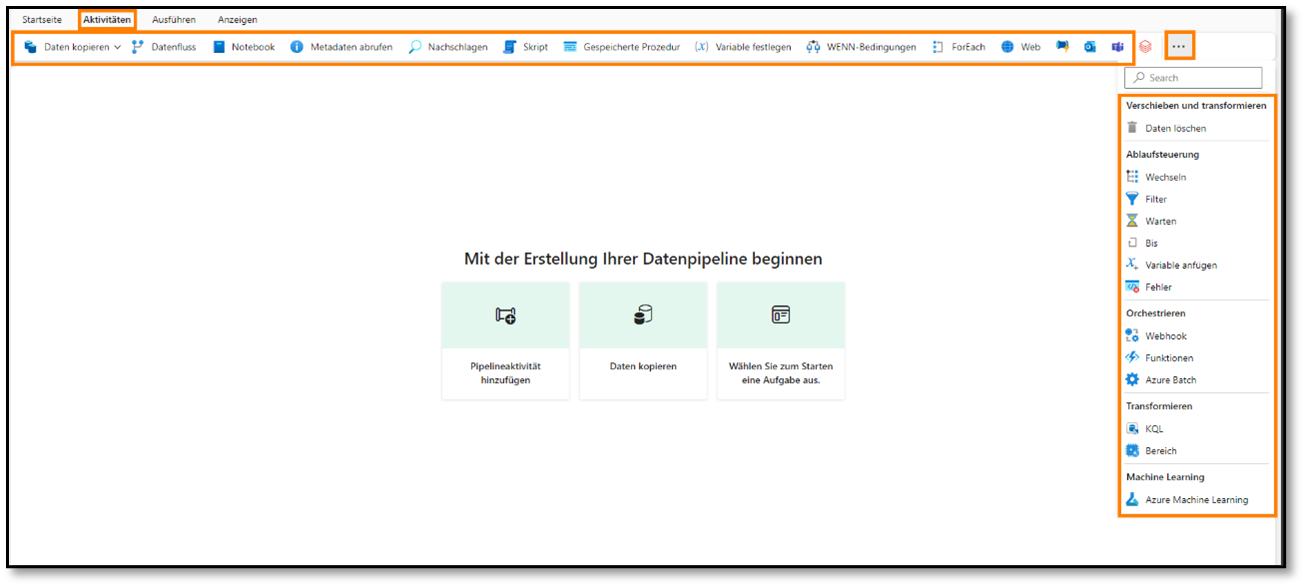 Startseite Aktivitäten Ausführen Anzeigen
Daten kopieren Datenfluss Notebook Metadaten abrufen Nachschlagen Skript Gespeicherte Prozedur (x) Variable festlegen WENN-Bedingungen ForEach Web
Search
Verschieben und transformieren
Daten löschen
Ablaufsteuerung
Wechseln
Filter
Warten
Bis
Variable anfügen
Fehler
Orchestrieren
Webhook
Funktionen
Azure Batch
Transformieren
KQL
Bereich
Machine Learning
Azure Machine Learning
Mit der Erstellung Ihrer Datenpipeline beginnen
Pipelineaktivität
hinzufügen
Daten kopieren
Wählen Sie zum Starten
eine Aufgabe aus.